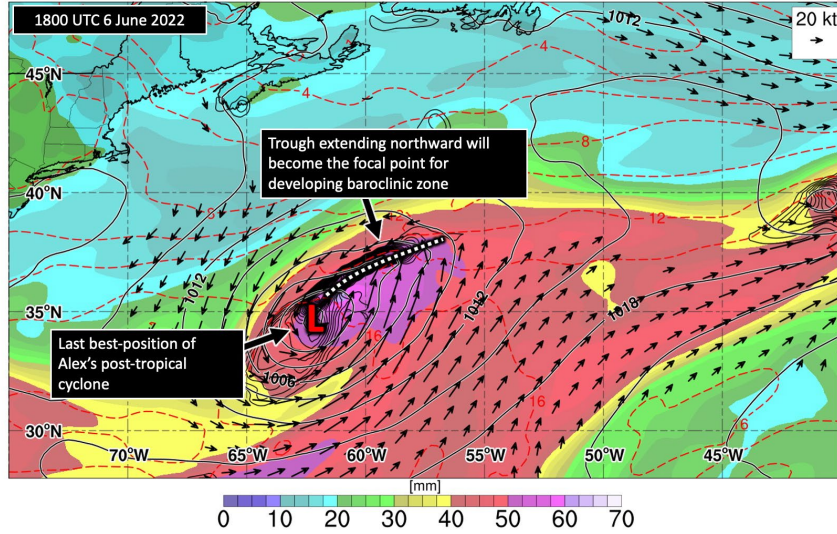 1800 UTC 6 June 2022
1012
20 kt
45°N
4
4
8
Trough extending northward will
become the focal point for
developing baroclinic zone
40°N
8
12
1012
1012
1018
35°N
L
16
Last best-position of
Alex's post-tropical
cyclone
1006
16
16
30°N
70°W
65°W
60°W
55°W
50°W
45°W
[mm]
0 10 20 30 40 50 60 70